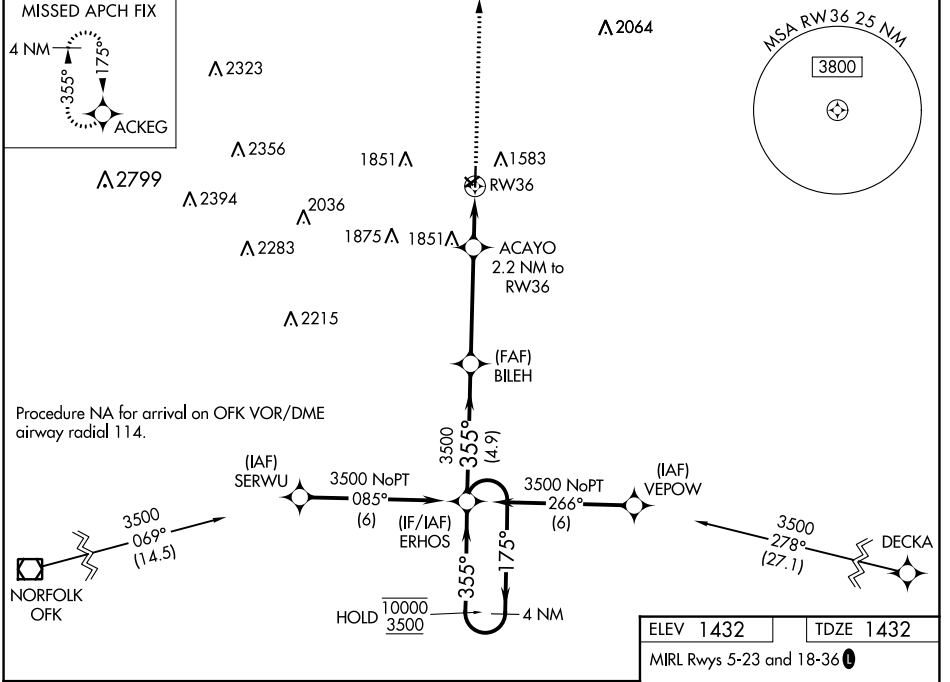 MISSED APCH FIX
4 NM
355°
175°
ACKEG
2323
2064
MSA RW36 25 NM
3800
2356
1851
1583
2799
RW36
2394
2036
2283
1875
1851
ACAYO
2.2 NM to
RW36
2215
(FAF)
BILEH
Procedure NA for arrival on OFK VOR/DME
airway radial 114.
3500
355°
(4.9)
(IAF)
SERWU
3500 NoPT
085°
(6)
(IF/IAF)
ERHOS
3500 NoPT
266°
(6)
(IAF)
VEPOW
3500
069°
(14.5)
NORFOLK
OFK
3500
278°
(27.1)
DECKA
355°
175°
HOLD
10000
3500
4 NM
ELEV 1432
TDZE 1432
MIRL Rwys 5-23 and 18-36 L